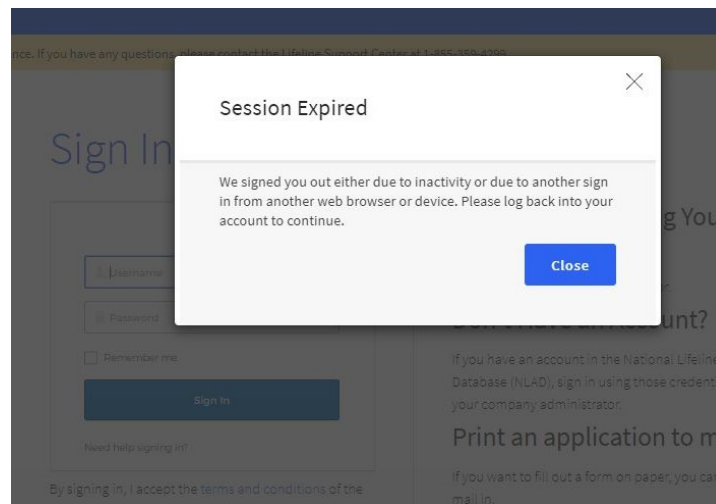 nce. If you have any questions, please contact the Lifeline Support Center at 1-855-359-4299
Session Expired
We signed you out either due to inactivity or due to another sign
in from another web browser or device. Please log back into your
account to continue.
Close
Sign In
Username
Password
Remember me
Sign In
Need help signing in?
By signing in, I accept the terms and conditions of the
g You
Don't Have an Account?
If you have an account in the National Lifeline
Database (NLAD), sign in using those credent
your company administrator.
Print an application to m
If you want to fill out a form on paper, you ca
mail in.